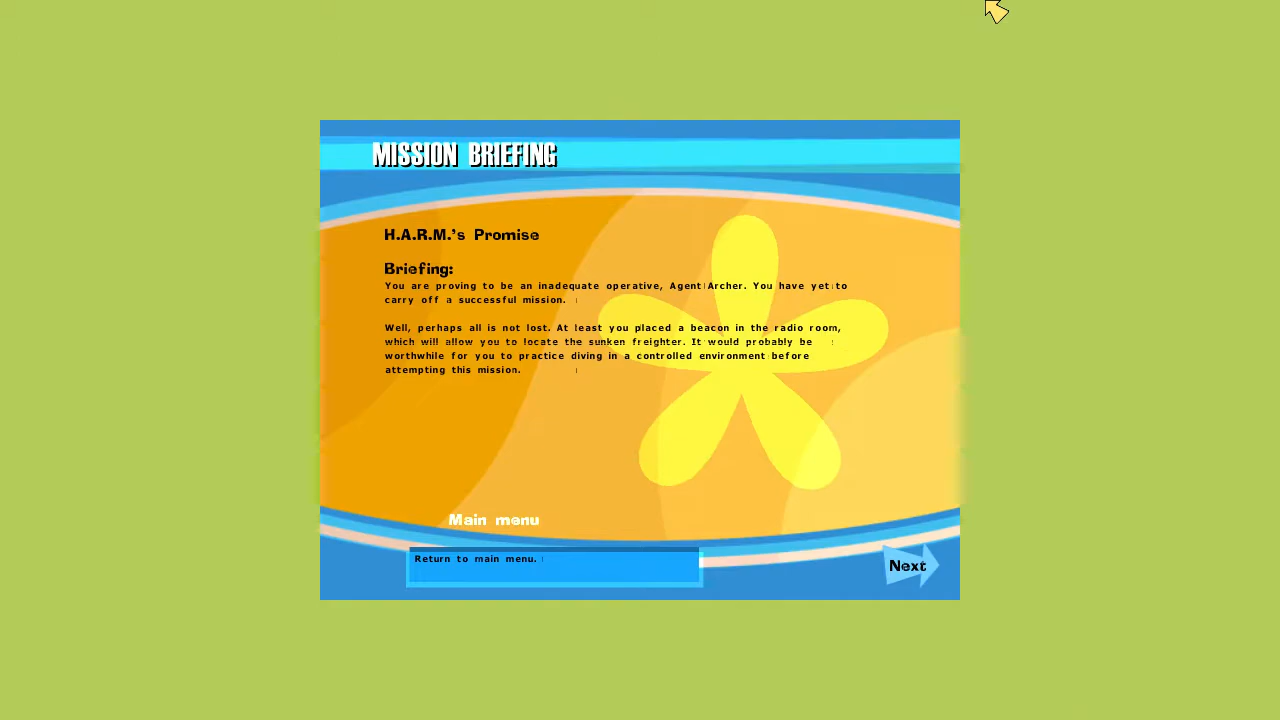 MISSION BRIEFING
H.A.R.M.'s Promise
Briefing:
You are proving to be an inadequate operative, Agent Archer. You have yet to
carry off a successful mission.
Well, perhaps all is not lost. At least you placed a beacon in the radio room,
which will allow you to locate the sunken freighter. It would probably be
worthwhile for you to practice diving in a controlled environment before
attempting this mission.
Main menu
Return to main menu.
Next